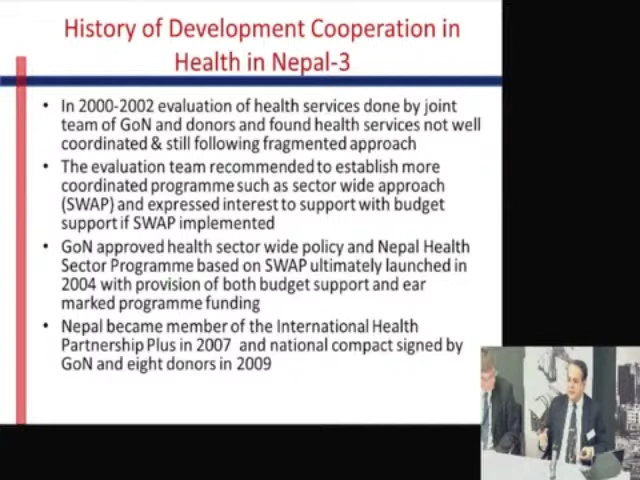 History of Development Cooperation in
Health in Nepal-3
• In 2000-2002 evaluation of health services done by joint
team of GoN and donors and found health services not well
coordinated & still following fragmented approach
• The evaluation team recommended to establish more
coordinated programme such as sector wide approach
(SWAP) and expressed interest to support with budget
support if SWAP implemented
• GoN approved health sector wide policy and Nepal Health
Sector Programme based on SWAP ultimately launched in
2004 with provision of both budget support and ear
marked programme funding
• Nepal became member of the International Health
Partnership Plus in 2007 and national compact signed by
GoN and eight donors in 2009